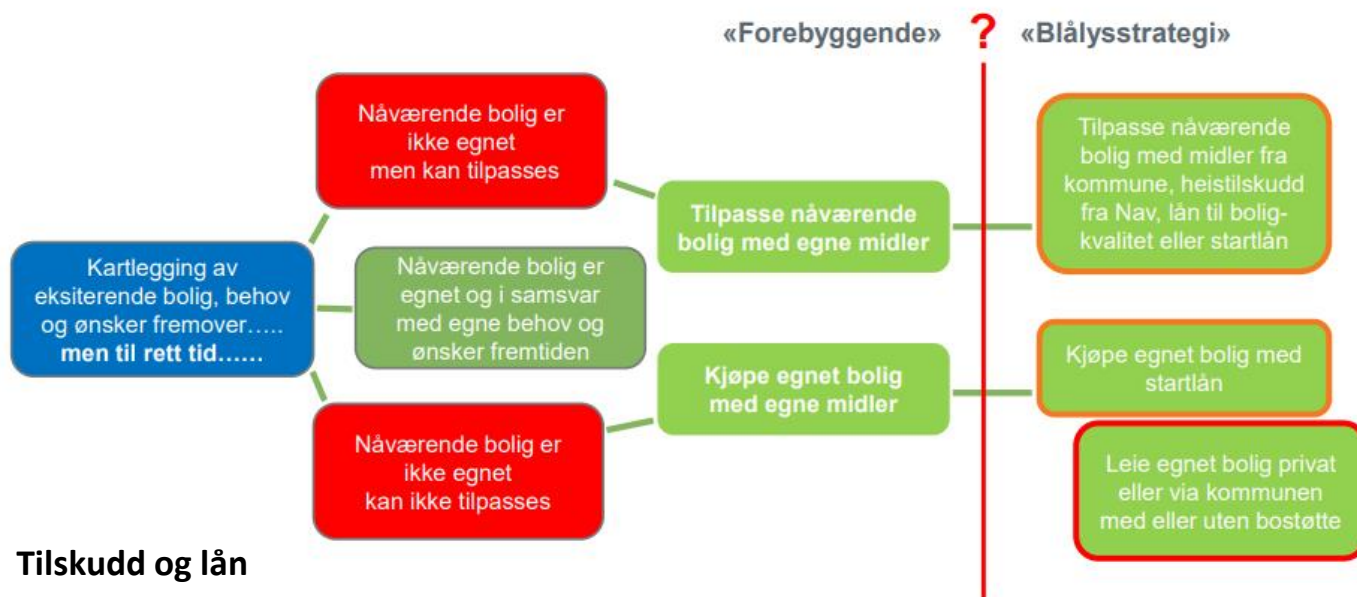 «Forebyggende» ? «Blålysstrategi»
Nåværende bolig er
ikke egnet
men kan tilpasses
Kartlegging av
eksiterende bolig, behov
og ønsker fremover.....
men til rett tid......
Nåværende bolig er
egnet og i samsvar
med egne behov og
ønsker fremtiden
Nåværende bolig er
ikke egnet
kan ikke tilpasses
Tilpasse nåværende
bolig med egne midler
Kjøpe egnet bolig
med egne midler
Tilpasse nåværende
bolig med midler fra
kommune, heistilskudd
fra Nav, lån til bolig-
kvalitet eller startlån
Kjøpe egnet bolig med
startlån
Leie egnet bolig privat
eller via kommunen
med eller uten bostøtte
Tilskudd og lån